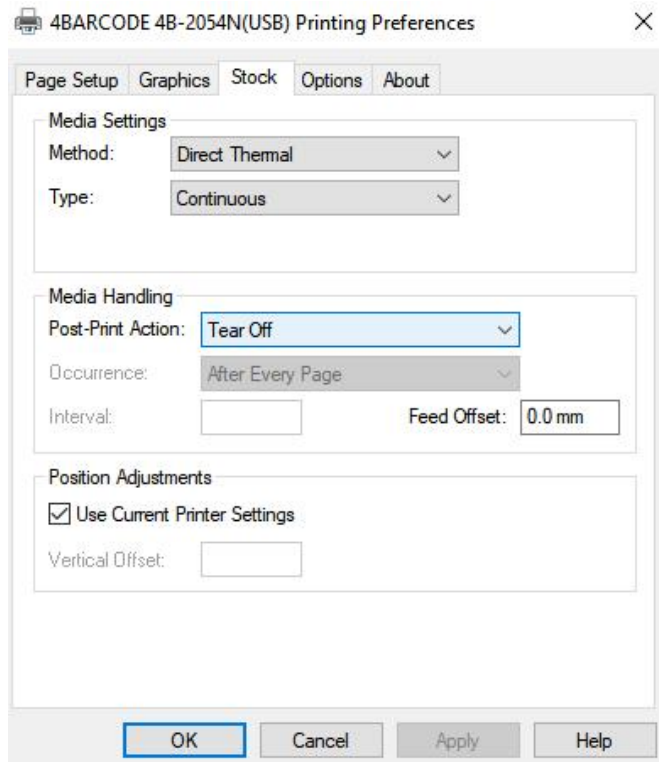 4BARCODE 4B-2054N(USB) Printing Preferences
Page Setup Graphics Stock Options About
Media Settings
Method: Direct Thermal
Type: Continuous
Media Handling
Post-Print Action: Tear Off
Occurrence: After Every Page
Interval: Feed Offset: 0.0 mm
Position Adjustments
Use Current Printer Settings
Vertical Offset:
OK Cancel Apply Help